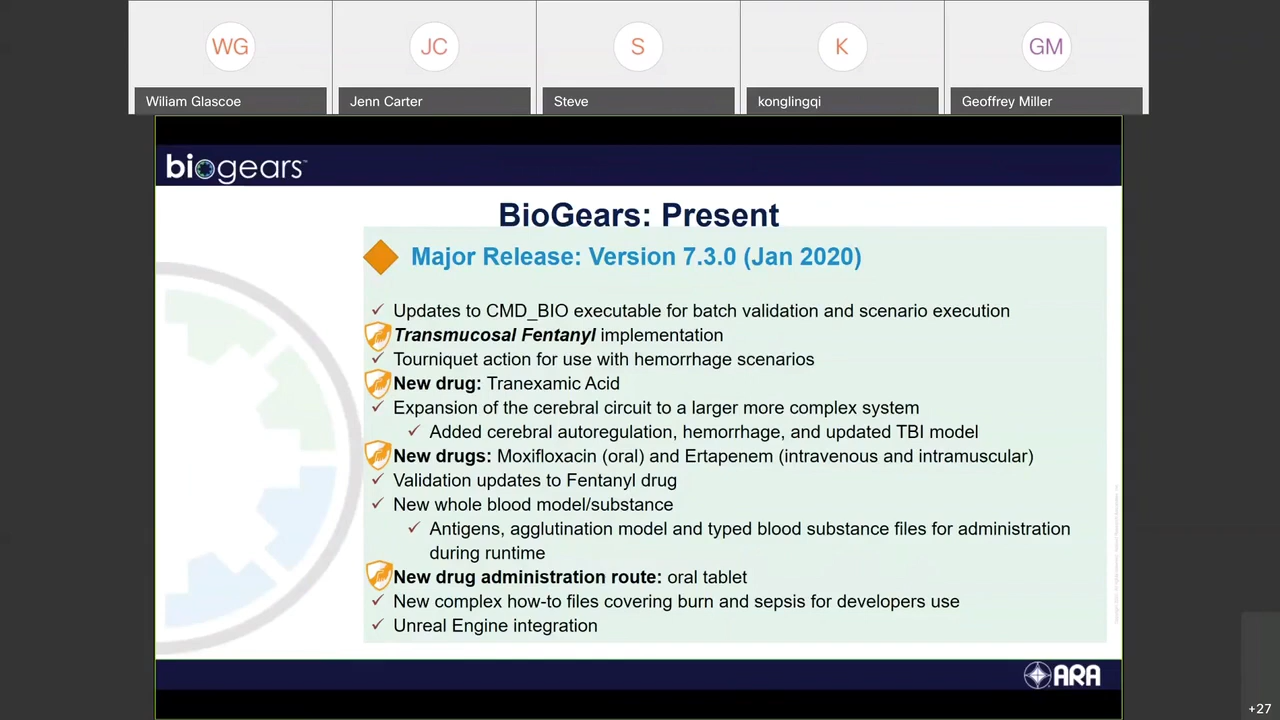 WG
JC
S
K
GM
Wiliam Glascoe
Jenn Carter
Steve
konglingqi
Geoffrey Miller
biogears™
BioGears: Present
Major Release: Version 7.3.0 (Jan 2020)
Updates to CMD_BIO executable for batch validation and scenario execution
Transmucosal Fentanyl implementation
Tourniquet action for use with hemorrhage scenarios
New drug: Tranexamic Acid
Expansion of the cerebral circuit to a larger more complex system
Added cerebral autoregulation, hemorrhage, and updated TBI model
New drugs: Moxifloxacin (oral) and Ertapenem (intravenous and intramuscular)
Validation updates to Fentanyl drug
New whole blood model/substance
Antigens, agglutination model and typed blood substance files for administration
during runtime
New drug administration route: oral tablet
New complex how-to files covering burn and sepsis for developers use
Unreal Engine integration
ARA
+27